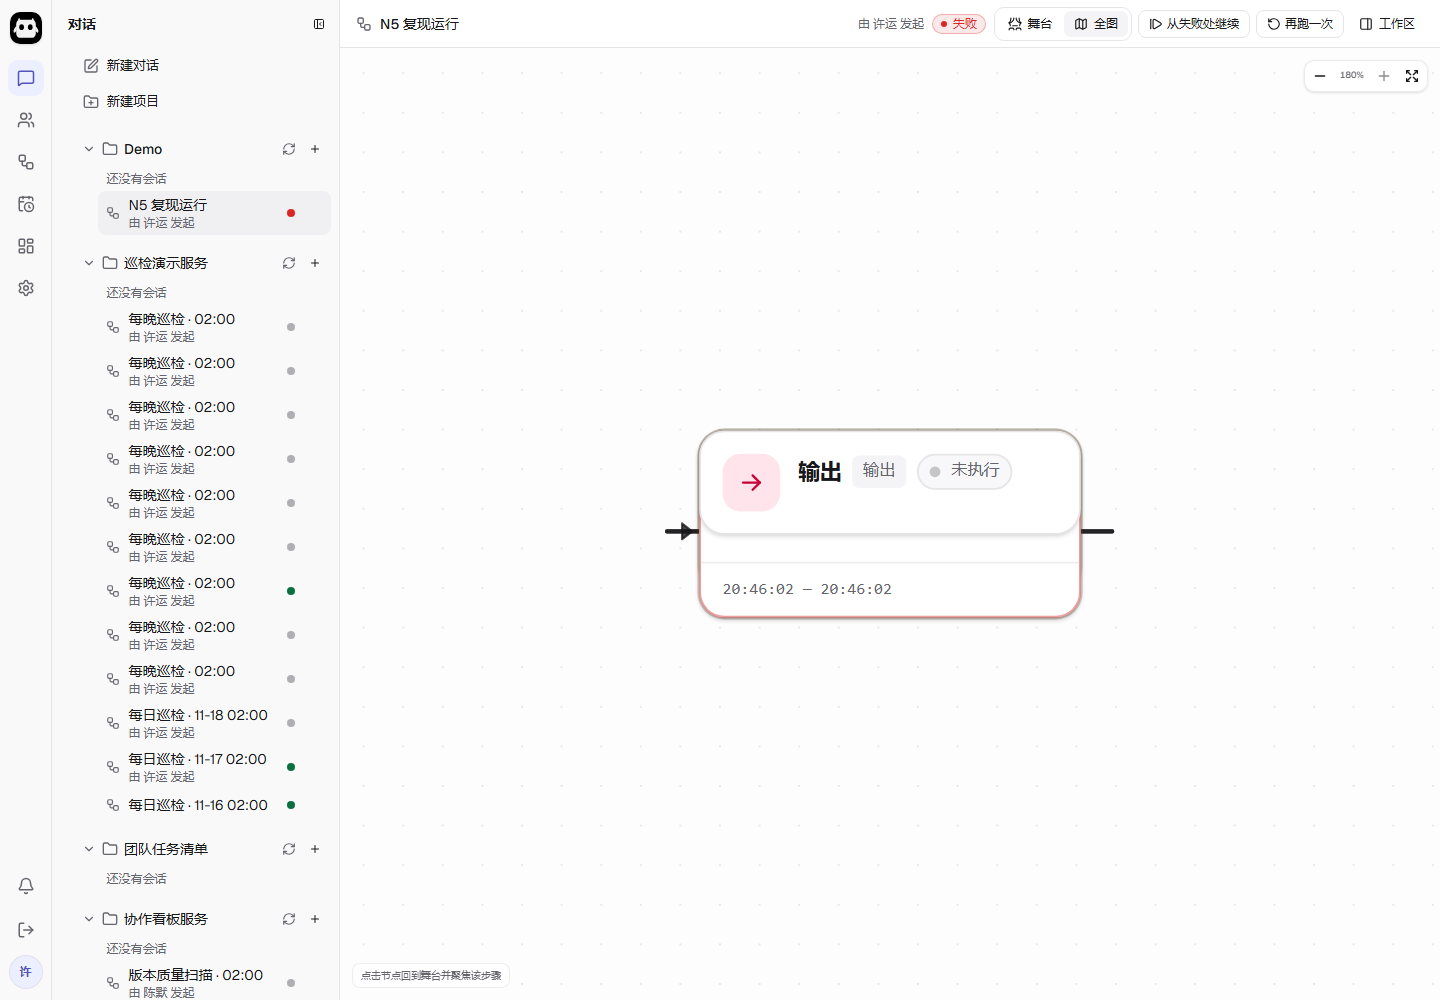 对话
新建对话
新建项目
Demo
还没有会话
N5 复现运行
由 许运 发起
巡检演示服务
还没有会话
每晚巡检 · 02:00
由 许运 发起
每晚巡检 · 02:00
由 许运 发起
每晚巡检 · 02:00
由 许运 发起
每晚巡检 · 02:00
由 许运 发起
每晚巡检 · 02:00
由 许运 发起
每晚巡检 · 02:00
由 许运 发起
每晚巡检 · 02:00
由 许运 发起
每晚巡检 · 02:00
由 许运 发起
每晚巡检 · 02:00
由 许运 发起
每日巡检 · 11-18 02:00
由 许运 发起
每日巡检 · 11-17 02:00
由 许运 发起
每日巡检 · 11-16 02:00
团队任务清单
还没有会话
协作看板服务
还没有会话
版本质量扫描 · 02:00
由 陈默 发起
许
N5 复现运行
由 许运 发起
失败
舞台
全图
从失败处继续
再跑一次
工作区
180%
输出
输出
未执行
20:46:02 — 20:46:02
点击节点回到舞台并聚焦该步骤